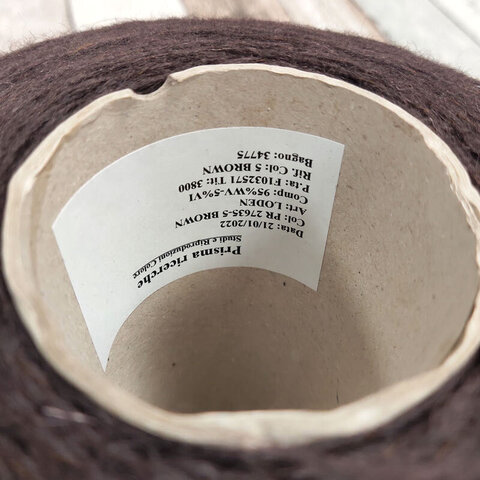 Prisma ricerche
Studi e Riproduzioni Colore
Data: 21/01/2022
Col: PR 27635-5 BROWN
Art: LODEN
Comp: 95%WV-5%VI
P.ta: F1032571 Tit: 3800
Rif. Col: 5 BROWN
Bagno: 34775